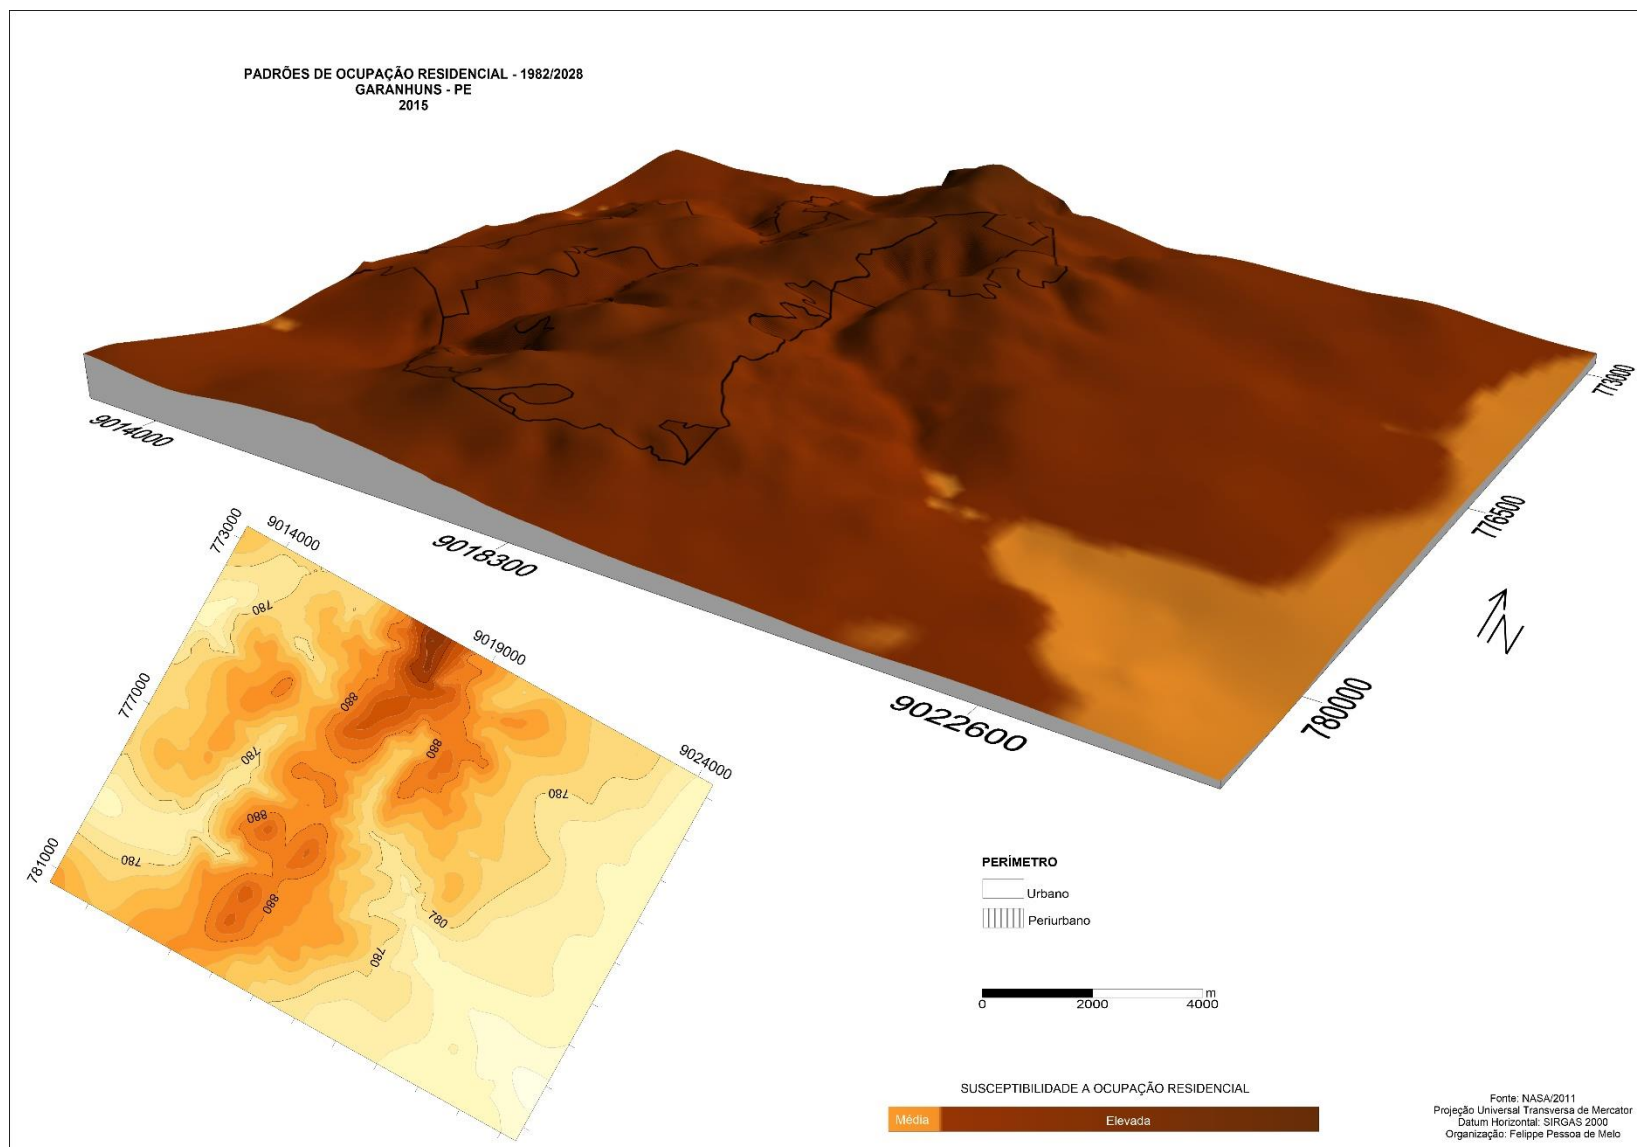 PADRÕES DE OCUPAÇÃO RESIDENCIAL - 1982/2028
GARANHUNS - PE
2015
9014000
9018300
9022600
773000
776500
780000
N
773000
9014000
9019000
9024000
777000
781000
780
880
880
780
880
780
780
880
780
780
PERÍMETRO
Urbano
Periurbano
m
0 2000 4000
SUSCEPTIBILIDADE A OCUPAÇÃO RESIDENCIAL
Média Elevada
Fonte: NASA/2011
Projeção Universal Transversa de Mercator
Datum Horizontal: SIRGAS 2000
Organização: Felippe Pessoa de Melo